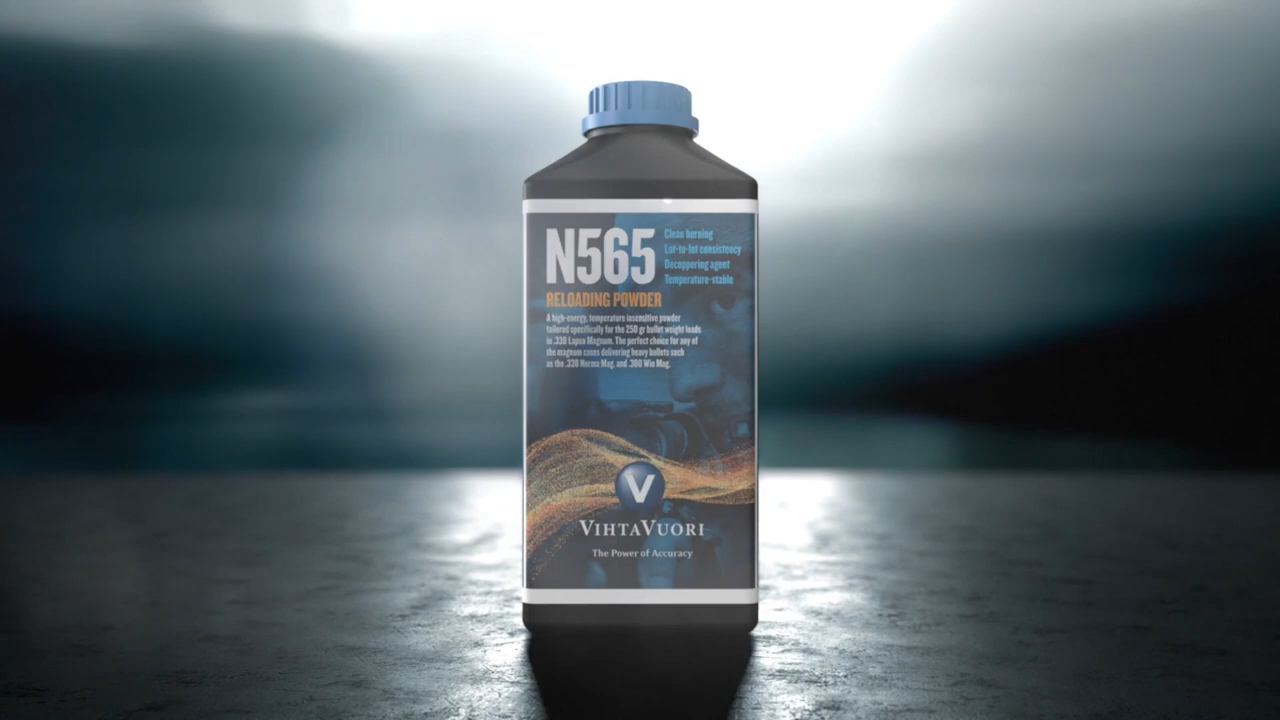 N565
Clean burning
Lot-to-lot consistency
Decoppering agent
Temperature-stable
RELOADING POWDER
A high-energy, temperature insensitive powder
tailored specifically for the 250 gr bullet weight loads
in .338 Lapua Magnum. The perfect choice for any of
the magnum cases delivering heavy bullets such
as the .338 Norma Mag. and .300 Win Mag.
V
VIHTAVUORI
The Power of Accuracy